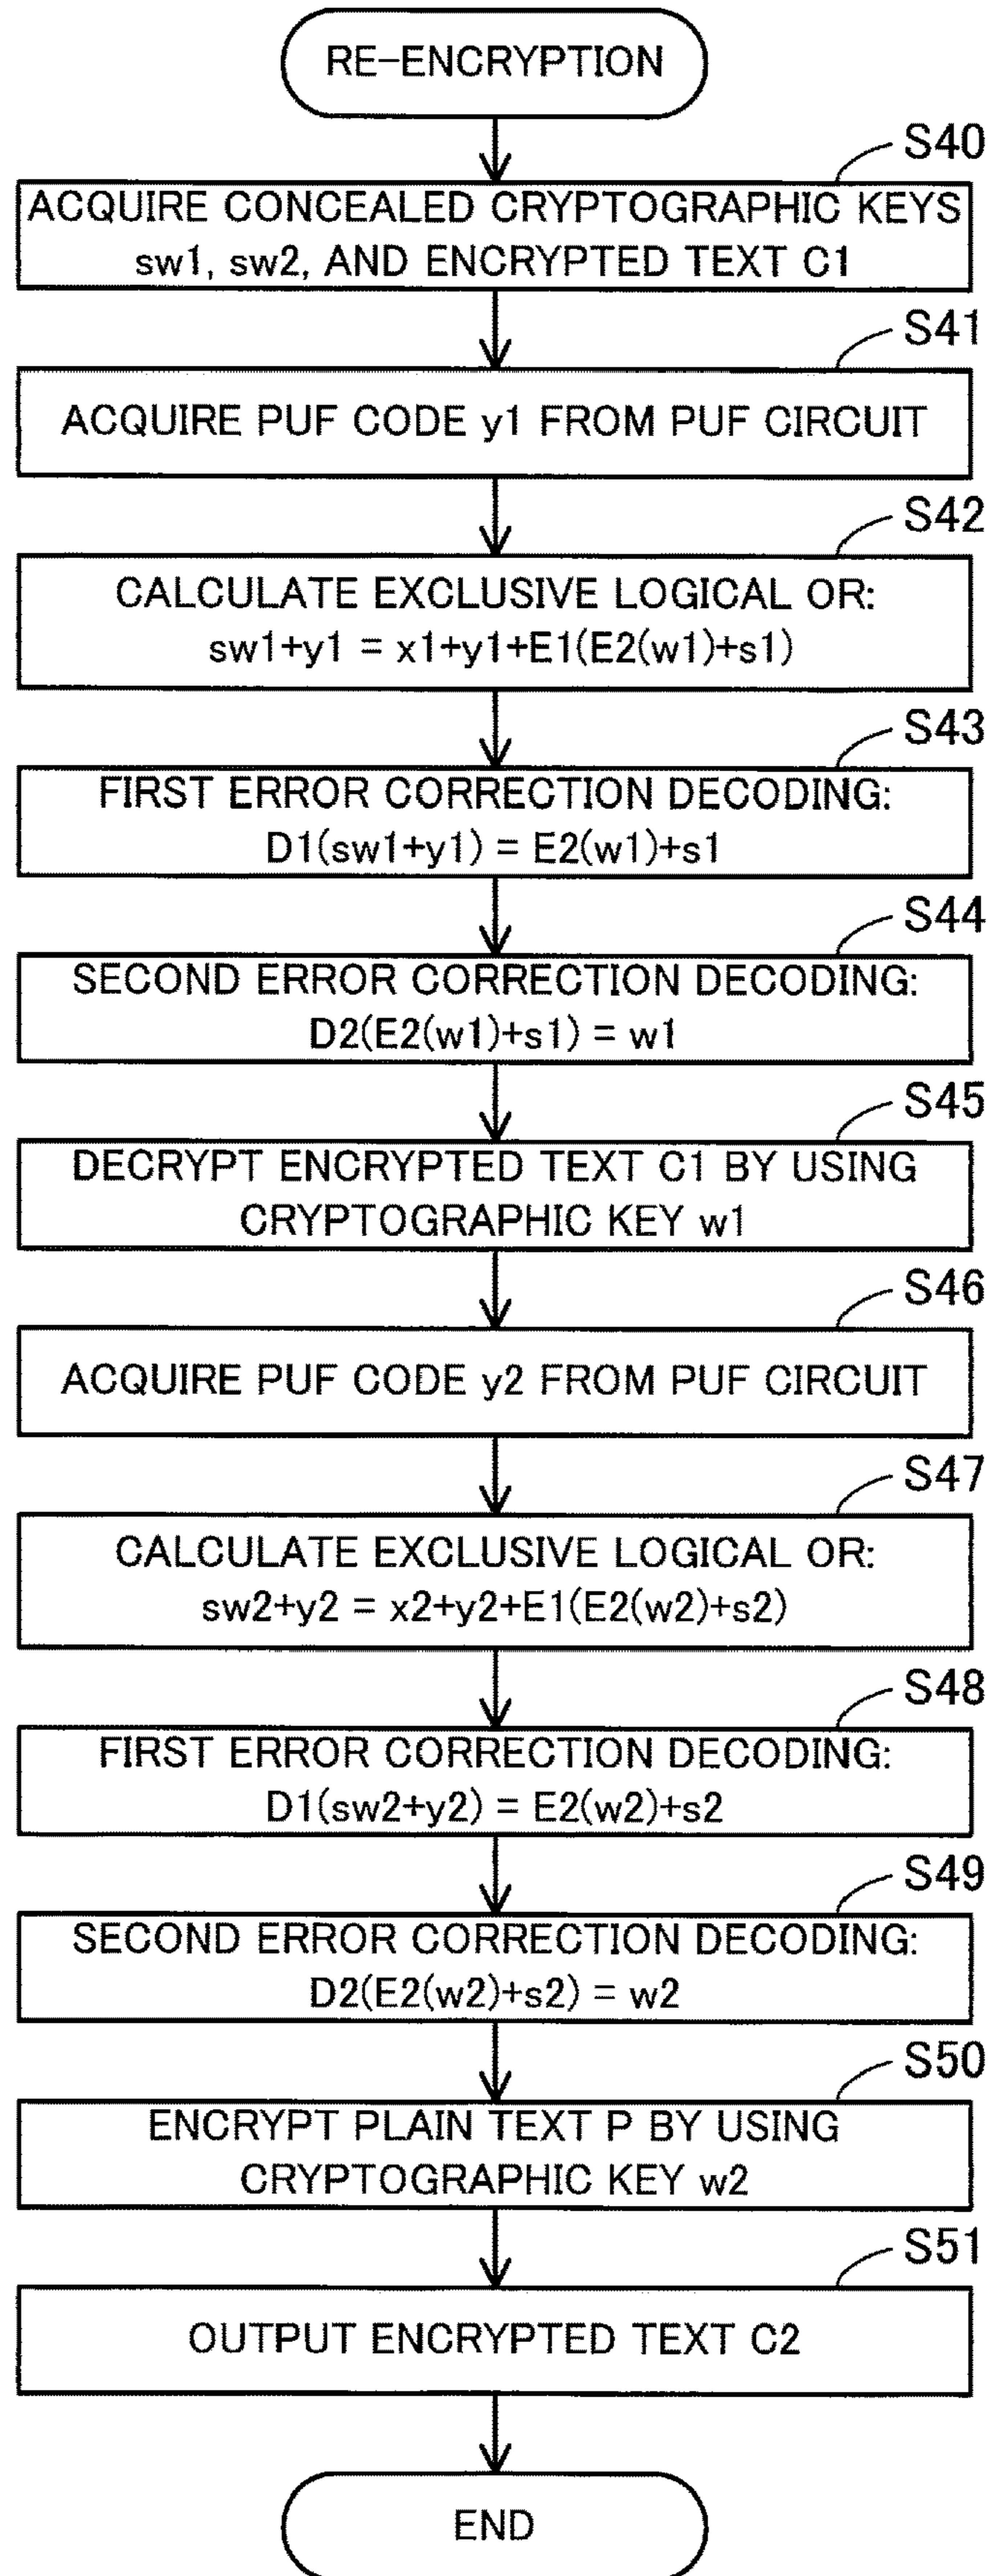 RE-ENCRYPTION
S40
ACQUIRE CONCEALED CRYPTOGRAPHIC KEYS
sw1, sw2, AND ENCRYPTED TEXT C1
S41
ACQUIRE PUF CODE y1 FROM PUF CIRCUIT
S42
CALCULATE EXCLUSIVE LOGICAL OR:
sw1+y1 = x1+y1+E1(E2(w1)+s1)
S43
FIRST ERROR CORRECTION DECODING:
D1(sw1+y1) = E2(w1)+s1
S44
SECOND ERROR CORRECTION DECODING:
D2(E2(w1)+s1) = w1
S45
DECRYPT ENCRYPTED TEXT C1 BY USING
CRYPTOGRAPHIC KEY w1
S46
ACQUIRE PUF CODE y2 FROM PUF CIRCUIT
S47
CALCULATE EXCLUSIVE LOGICAL OR:
sw2+y2 = x2+y2+E1(E2(w2)+s2)
S48
FIRST ERROR CORRECTION DECODING:
D1(sw2+y2) = E2(w2)+s2
S49
SECOND ERROR CORRECTION DECODING:
D2(E2(w2)+s2) = w2
S50
ENCRYPT PLAIN TEXT P BY USING
CRYPTOGRAPHIC KEY w2
S51
OUTPUT ENCRYPTED TEXT C2
END